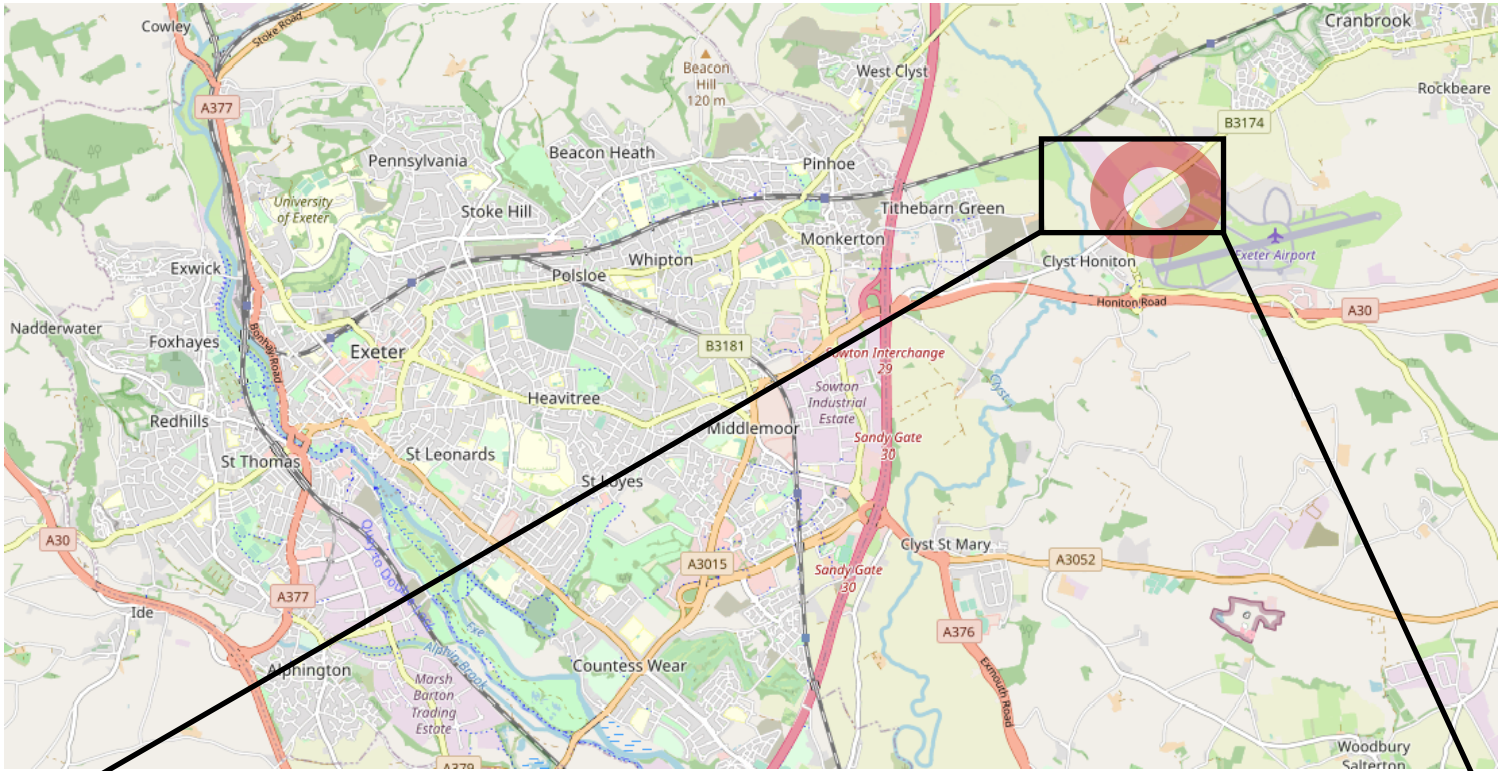 Cowley
Stoke Road
Cranbrook
Beacon
Hill
120 m
West Clyst
Rockbeare
A377
B3174
Pennsylvania
Beacon Heath
Pinhoe
University
of Exeter
Stoke Hill
Tithebarn Green
Monkerton
Whipton
Exwick
Polsloe
Clyst Honiton
Exeter Airport
Honiton Road
A30
Nadderwater
Foxhayes
Bonhay Road
Exeter
B3181
Sowton Interchange
29
Clyst
Sowton
Industrial
Estate
Heavitree
Redhills
Middlemoor
Sandy Gate
30
St Thomas
St Leonards
St Loyes
A30
Clyst St Mary
A3052
A3015
Sandy Gate
30
A377
Ide
Exe
A376
Alphin Brook
Countess Wear
Alphington
Exmouth Road
Marsh
Barton
Trading
Estate
Woodbury
Salterton
A379